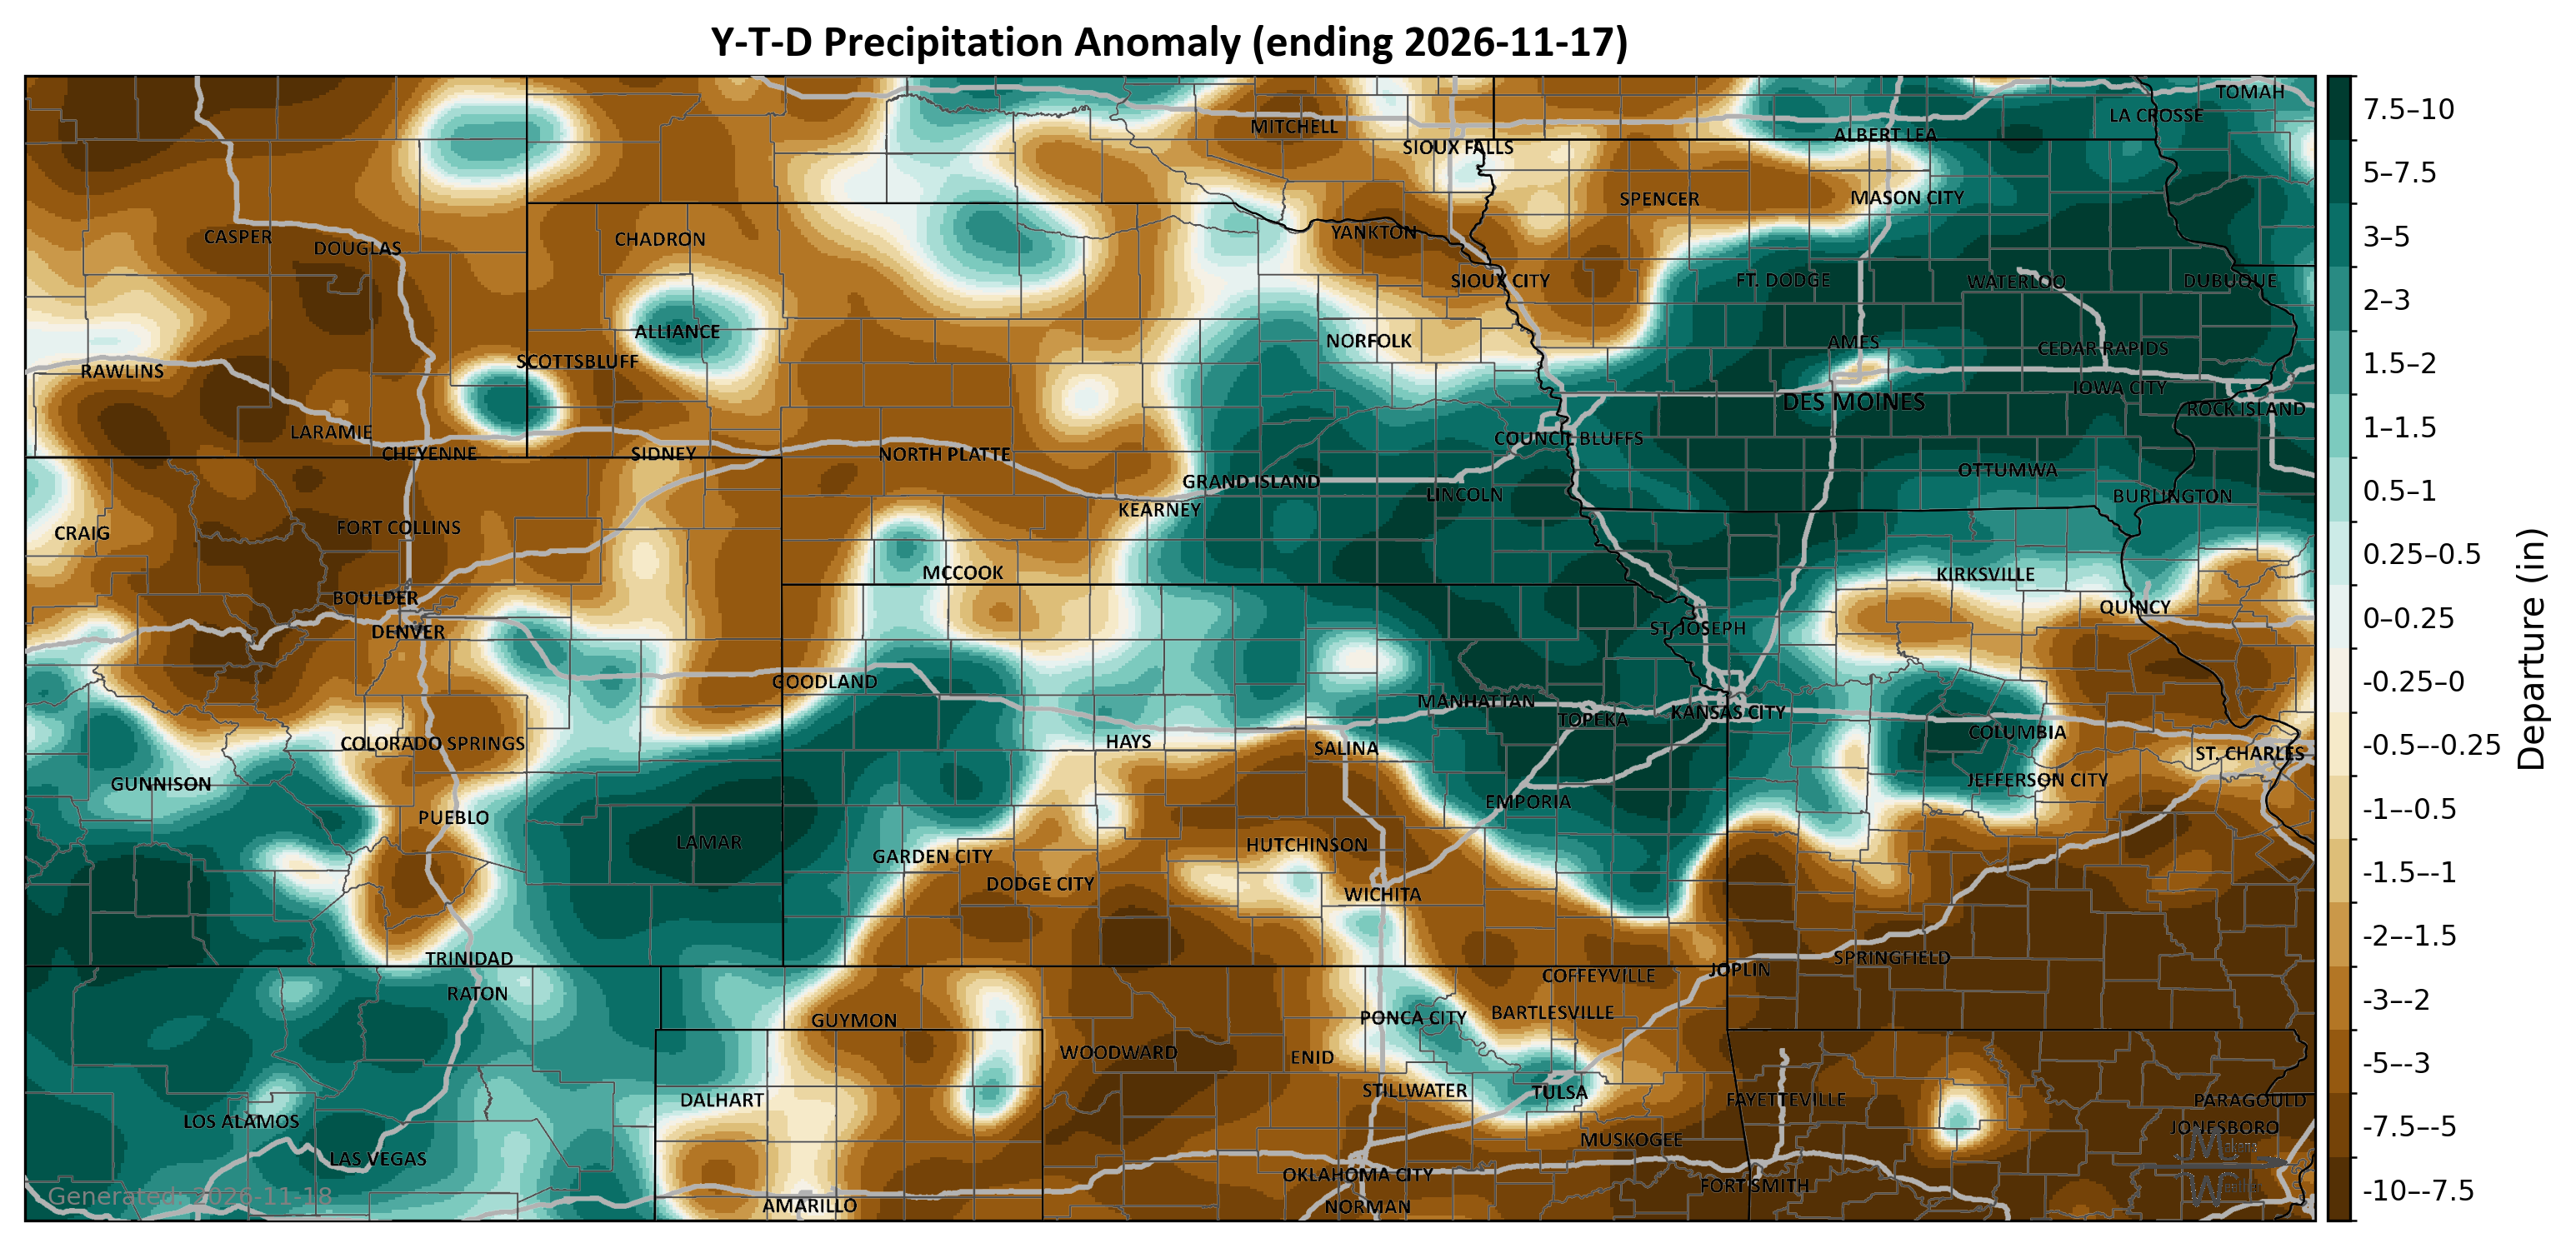 Y-T-D Precipitation Anomaly (ending 2026-11-17)
TOMAH
LA CROSSE
MITCHELL
ALBERT LEA
SIOUX FALLS
SPENCER
MASON CITY
CASPER
DOUGLAS
CHADRON
YANKTON
SIOUX CITY
FT. DODGE
WATERLOO
DUBUQUE
ALLIANCE
NORFOLK
AMES
CEDAR RAPIDS
SCOTTSBLUFF
RAWLINS
IOWA CITY
DES MOINES
ROCK ISLAND
LARAMIE
COUNCIL BLUFFS
CHEYENNE
SIDNEY
NORTH PLATTE
OTTUMWA
GRAND ISLAND
LINCOLN
BURLINGTON
KEARNEY
CRAIG
FORT COLLINS
MCCOOK
KIRKSVILLE
BOULDER
QUINCY
DENVER
ST. JOSEPH
GOODLAND
MANHATTAN
TOPEKA
KANSAS CITY
COLUMBIA
COLORADO SPRINGS
HAYS
SALINA
ST. CHARLES
GUNNISON
JEFFERSON CITY
EMPORIA
PUEBLO
LAMAR
HUTCHINSON
GARDEN CITY
DODGE CITY
WICHITA
TRINIDAD
SPRINGFIELD
JOPLIN
COFFEYVILLE
RATON
BARTLESVILLE
PONCA CITY
GUYMON
WOODWARD
ENID
STILLWATER
TULSA
DALHART
FAYETTEVILLE
PARAGOULD
LOS ALAMOS
JONESBORO
MUSKOGEE
LAS VEGAS
OKLAHOMA CITY
FORT SMITH
AMARILLO
NORMAN
Generated: 2026-11-18
7.5–10
5–7.5
3–5
2–3
1.5–2
1–1.5
0.5–1
0.25–0.5
0–0.25
-0.25–0
-0.5–-0.25
-1–-0.5
-1.5–-1
-2–-1.5
-3–-2
-5–-3
-7.5–-5
-10–-7.5
Departure (in)